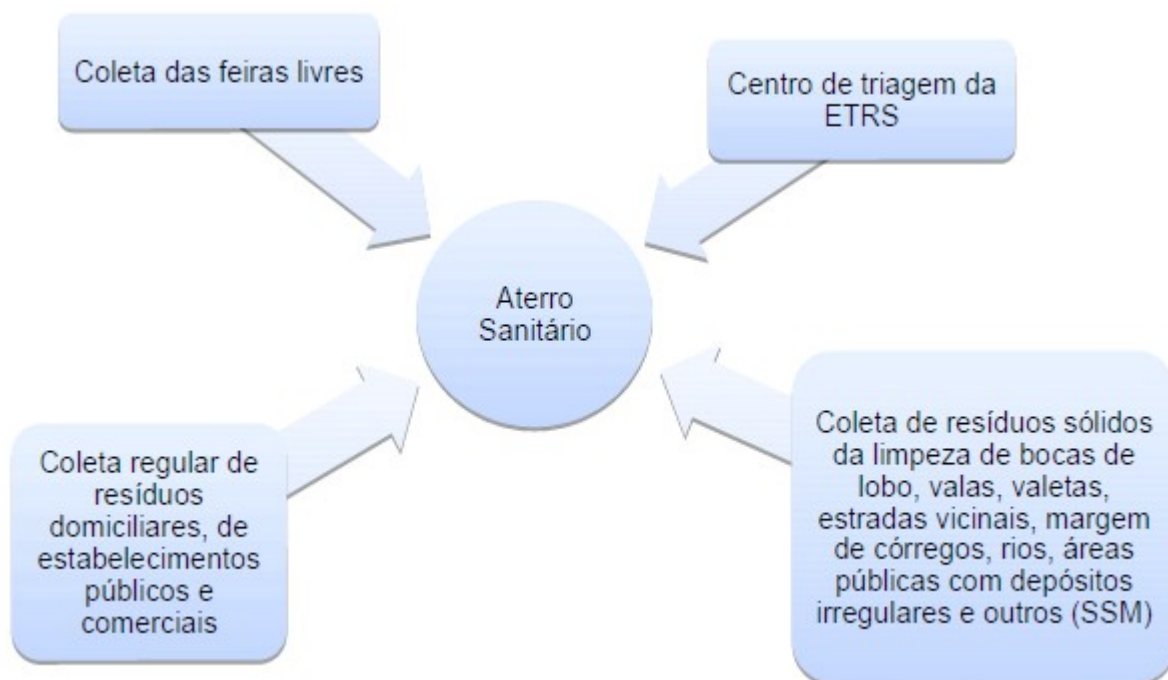 Coleta das feiras livres
Centro de triagem da
ETRS
Aterro
Sanitário
Coleta regular de
resíduos
domiciliares, de
estabelecimentos
públicos e
comerciais
Coleta de resíduos sólidos
da limpeza de bocas de
lobo, valas, valetas,
estradas vicinais, margem
de córregos, rios, áreas
públicas com depósitos
irregulares e outros (SSM)